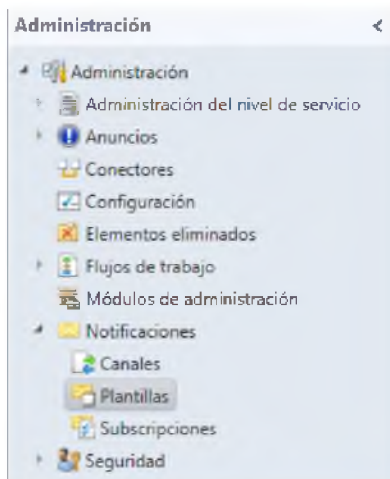 Administración
Administración
Administración del nivel de servicio
Anuncios
Conectores
Configuración
Elementos eliminados
Flujos de trabajo
Módulos de administración
Notificaciones
Canales
Plantillas
Subscripciones
Seguridad